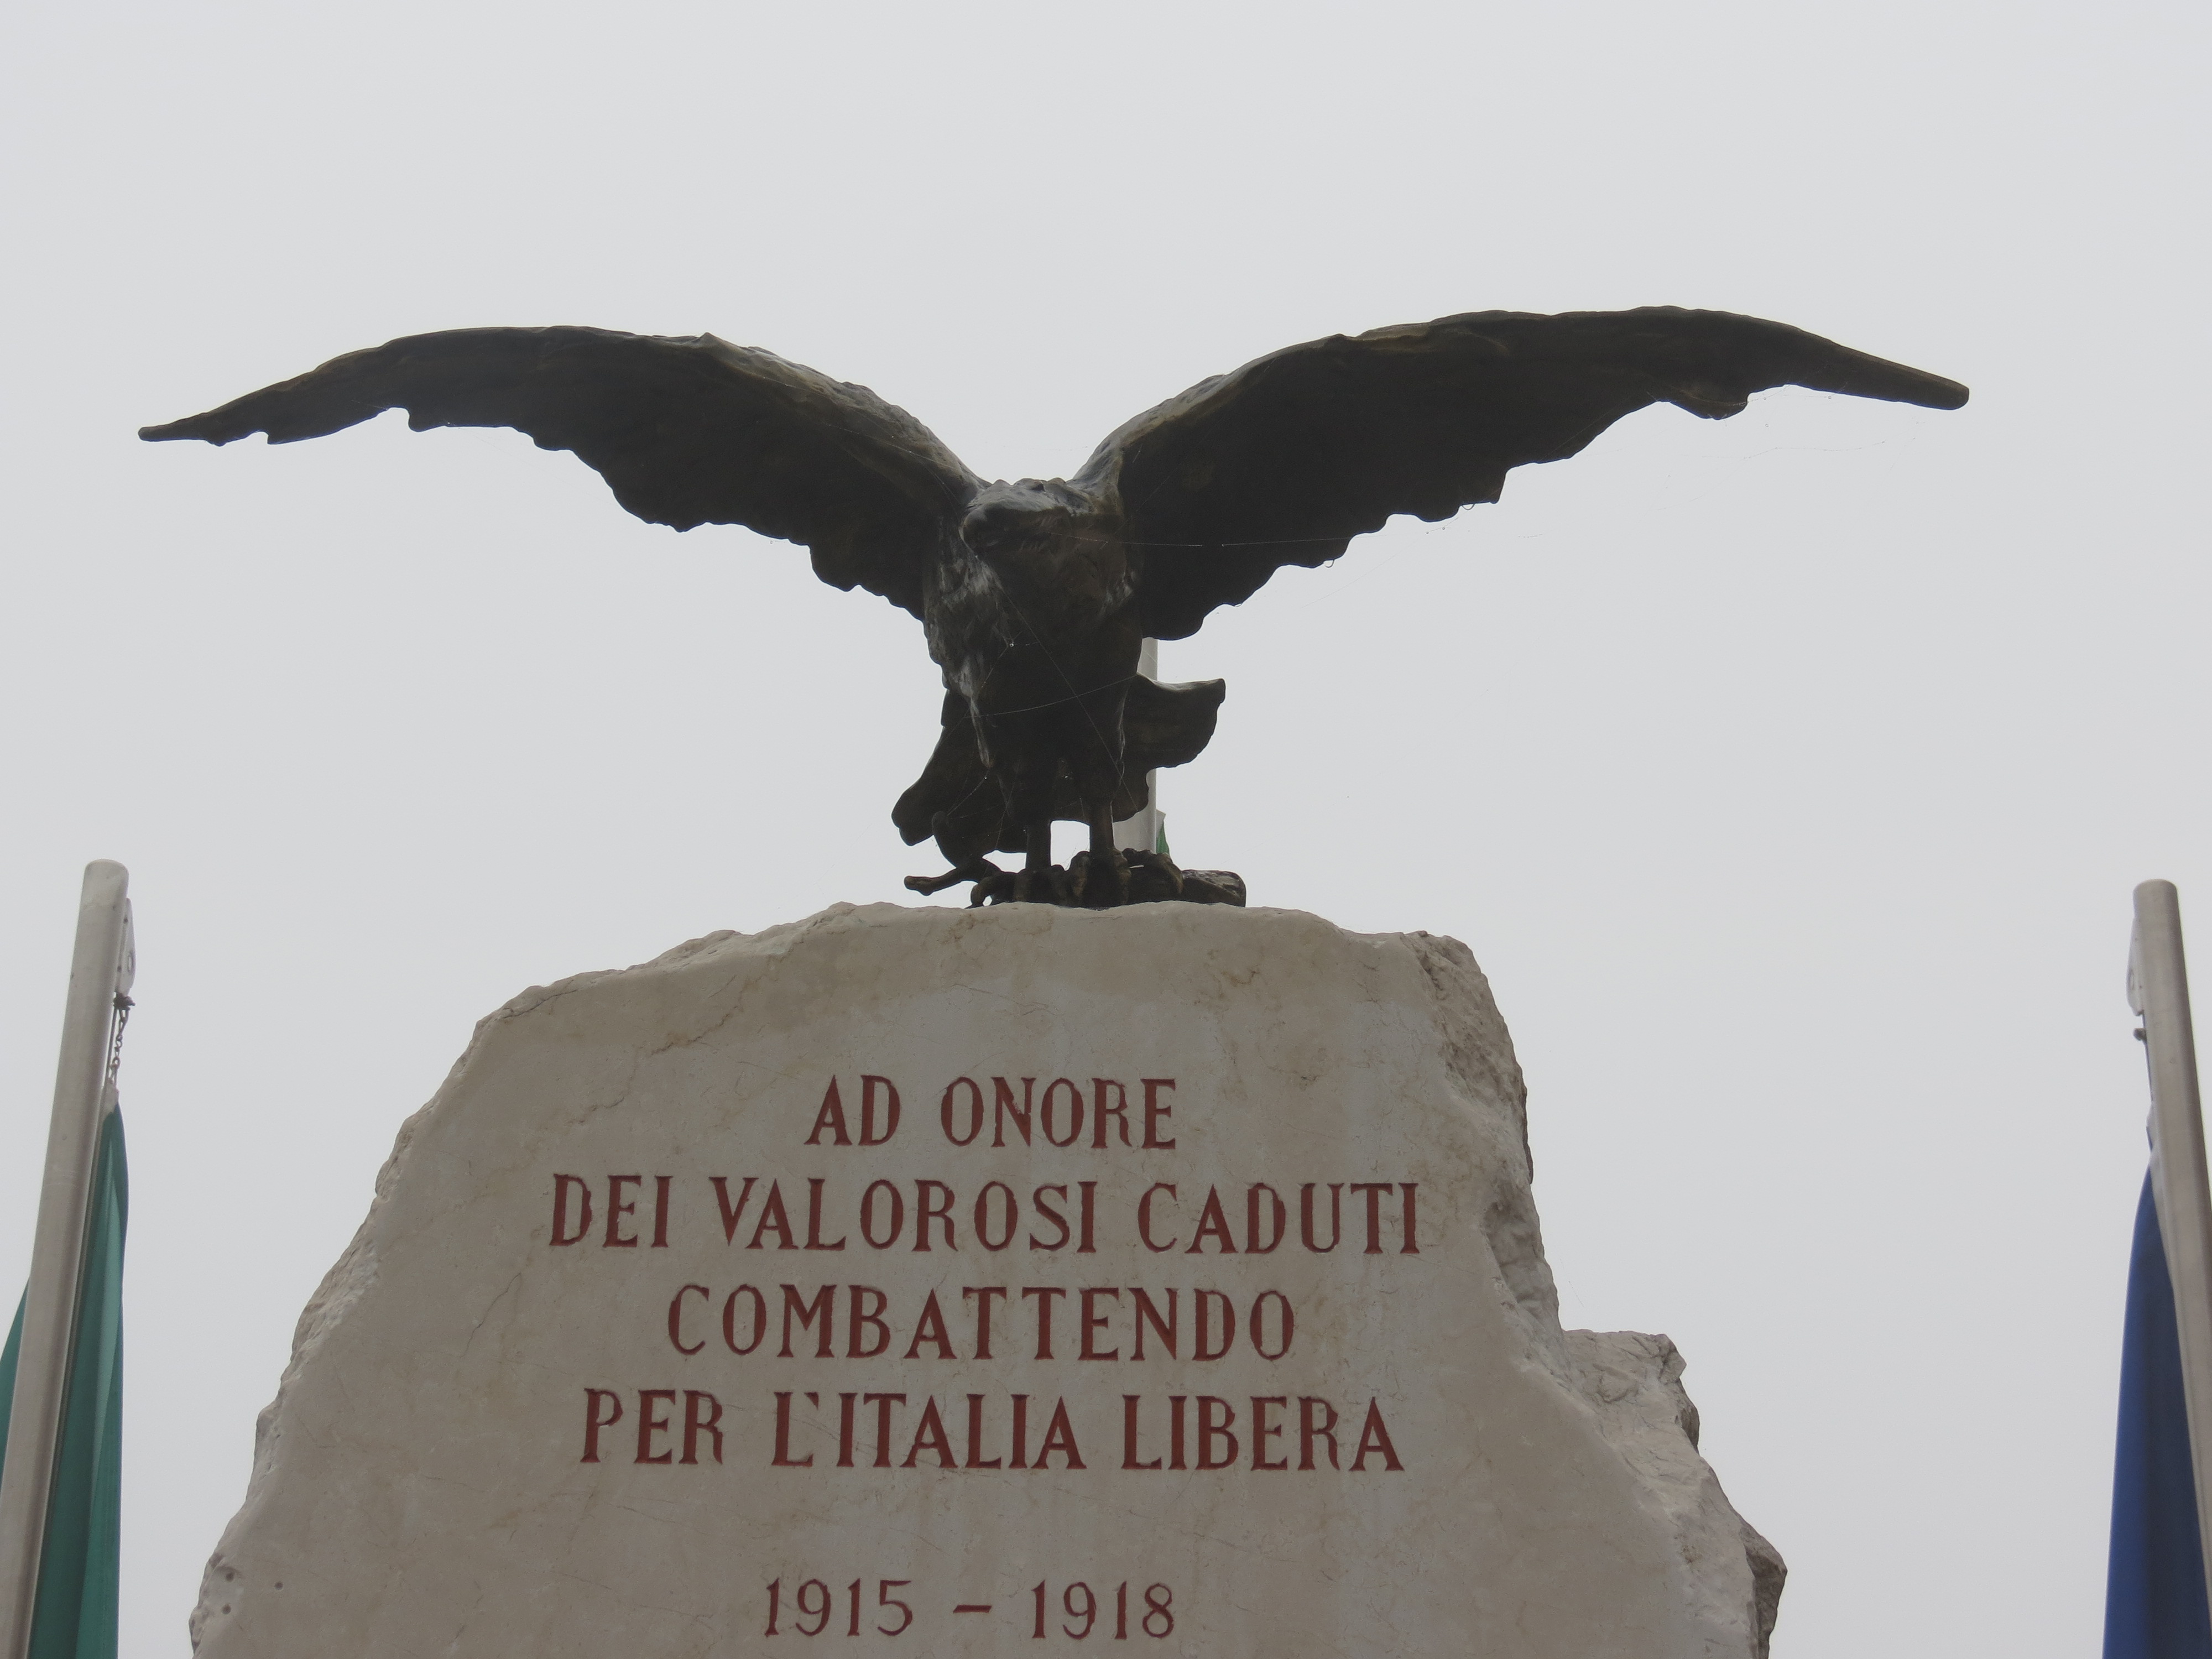 AD ONORE
DEI VALOROSI CADUTI
COMBATTENDO
PER L'ITALIA LIBERA
1915 - 1918